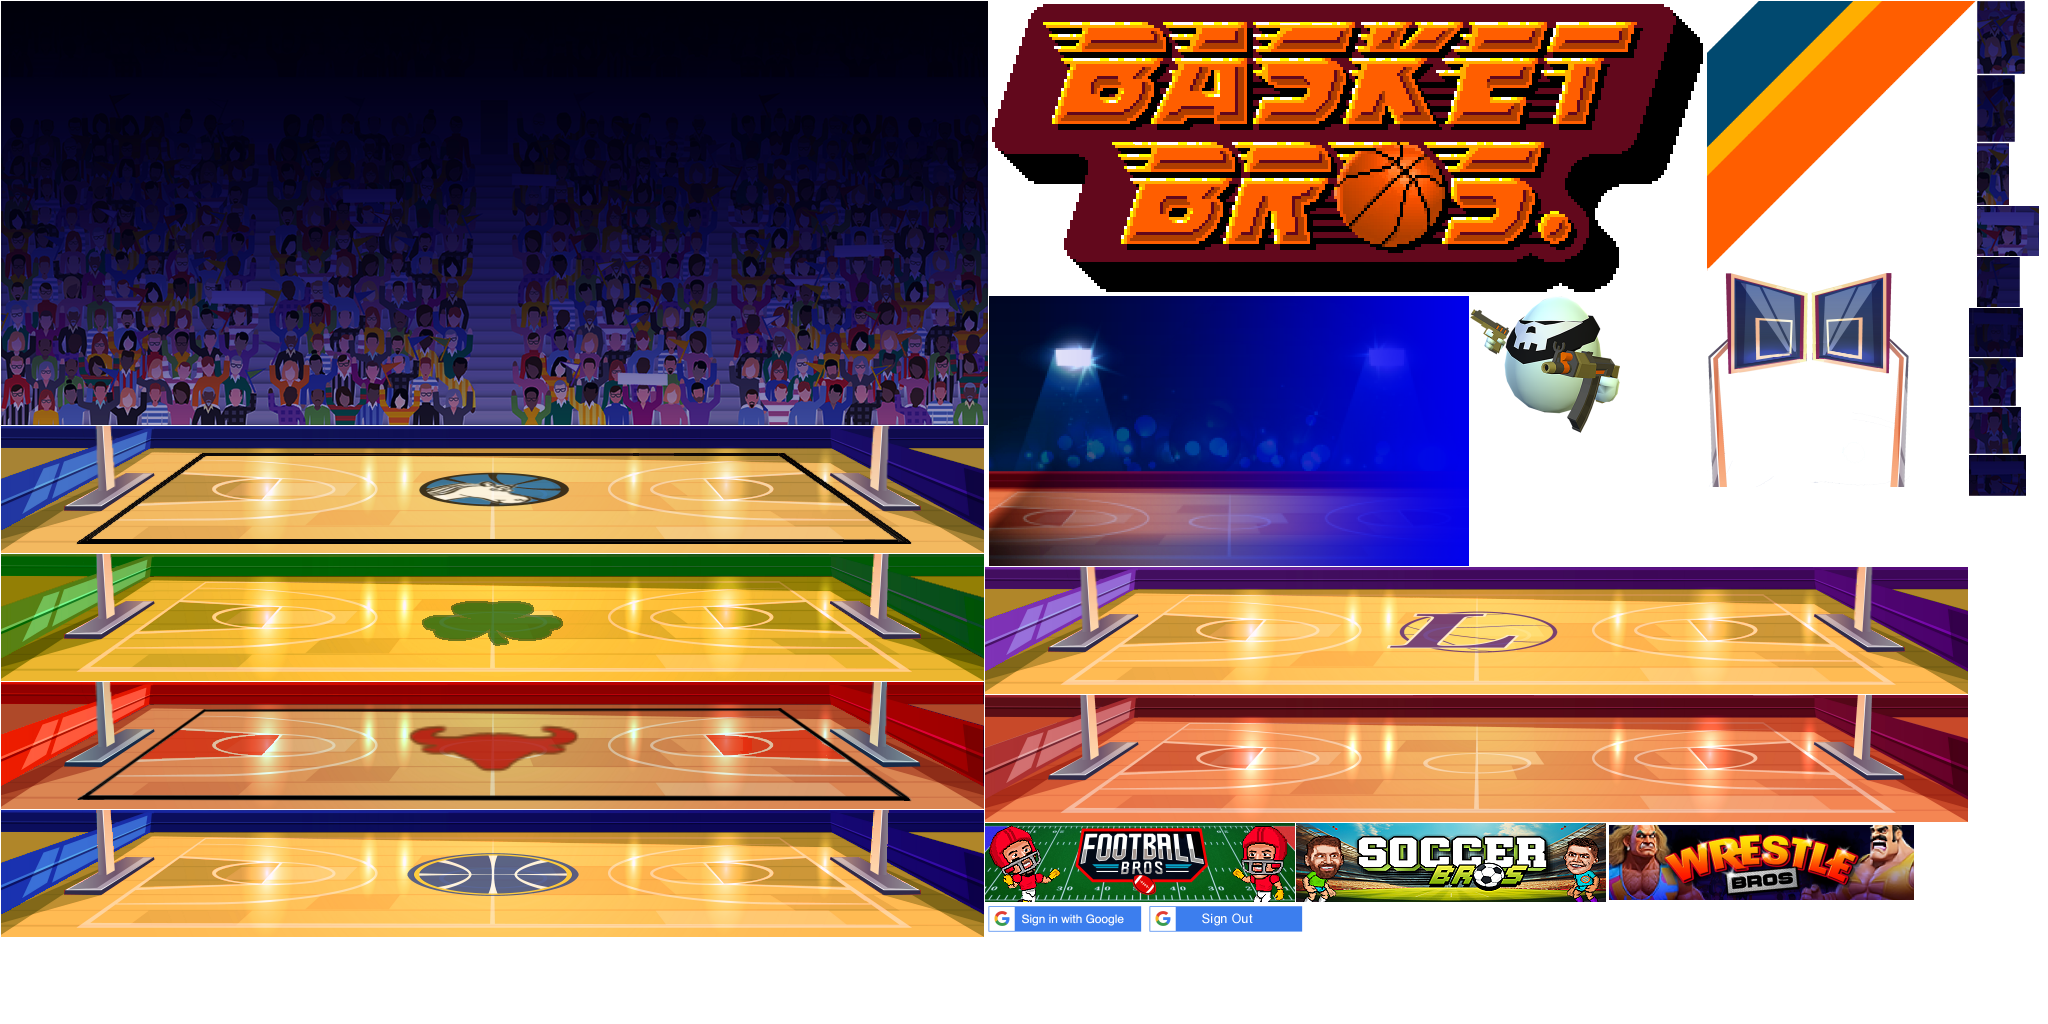 BASKET
BROS.
L
FOOTBALL
BROS
SOCCER
BROS
WRESTLE
BROS
Sign in with Google
Sign Out